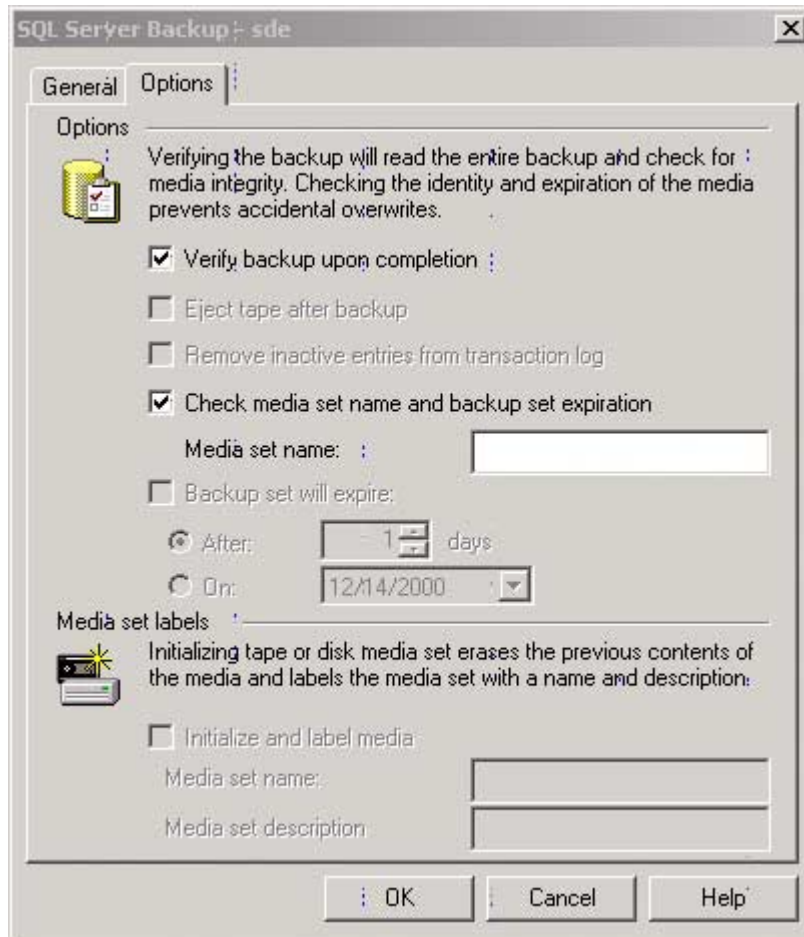 SQL Server Backup - sde
General
Options
Options
Verifying the backup will read the entire backup and check for
media integrity. Checking the identity and expiration of the media
prevents accidental overwrites.
Verify backup upon completion
Eject tape after backup
Remove inactive entries from transaction log
Check media set name and backup set expiration
Media set name:
Backup set will expire:
After: 1 days
On: 12/14/2000
Media set labels
Initializing tape or disk media set erases the previous contents of
the media and labels the media set with a name and description.
Initialize and label media
Media set name:
Media set description
OK Cancel Help